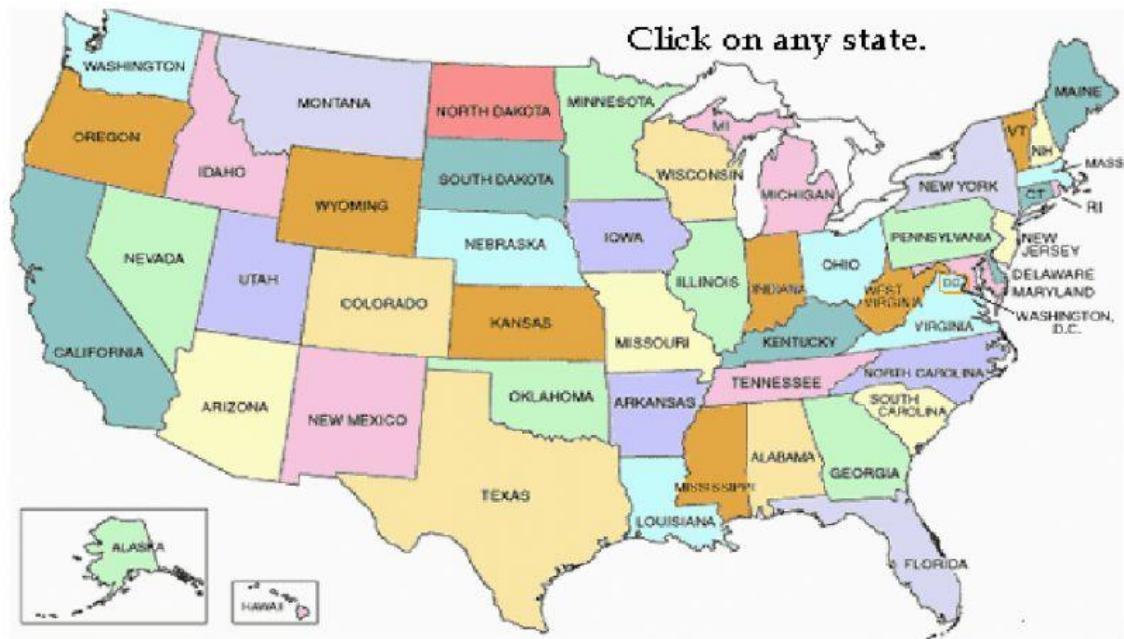 Click on any state.
WASHINGTON
MONTANA
NORTH DAKOTA
MINNESOTA
MAINE
OREGON
IDAHO
SOUTH DAKOTA
WISCONSIN
MI
MICHIGAN
VT
NH
MASS
NEW YORK
CT
RI
WYOMING
NEBRASKA
IOWA
PENNSYLVANIA
NEW
JERSEY
NEVADA
UTAH
COLORADO
ILLINOIS
INDIANA
OHIO
DELAWARE
MARYLAND
WEST
VIRGINIA
DC
WASHINGTON,
D.C.
CALIFORNIA
KANSAS
MISSOURI
KENTUCKY
VIRGINIA
ARIZONA
NEW MEXICO
OKLAHOMA
ARKANSAS
TENNESSEE
NORTH CAROLINA
SOUTH
CAROLINA
TEXAS
LOUISIANA
MISSISSIPPI
ALABAMA
GEORGIA
FLORIDA
ALASKA
HAWAII